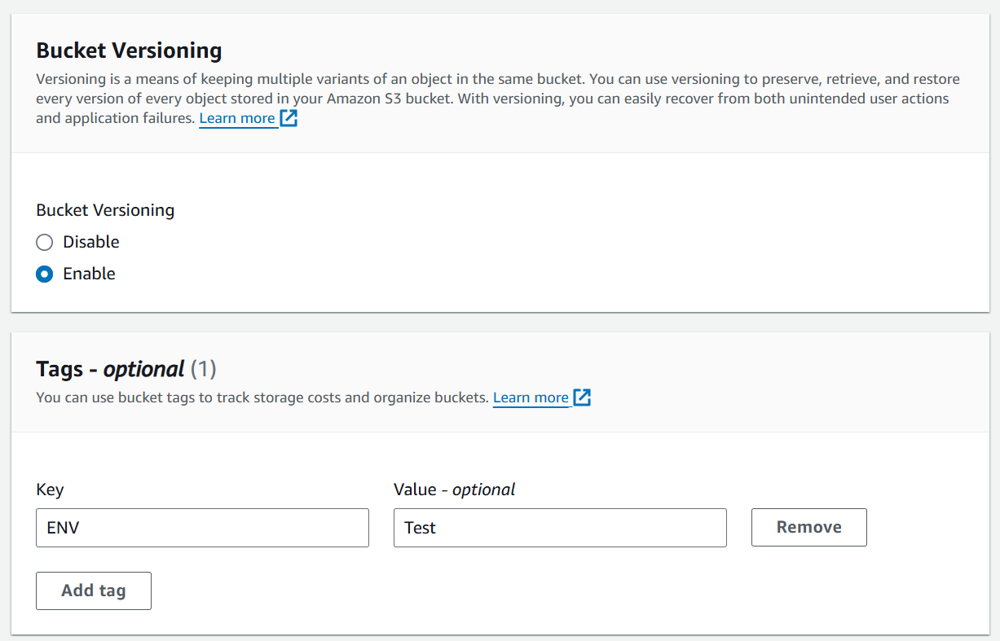 Bucket Versioning
Versioning is a means of keeping multiple variants of an object in the same bucket. You can use versioning to preserve, retrieve, and restore
every version of every object stored in your Amazon S3 bucket. With versioning, you can easily recover from both unintended user actions
and application failures. Learn more
Bucket Versioning
Disable
Enable
Tags - optional (1)
You can use bucket tags to track storage costs and organize buckets. Learn more
Key
Value - optional
ENV
Test
Remove
Add tag